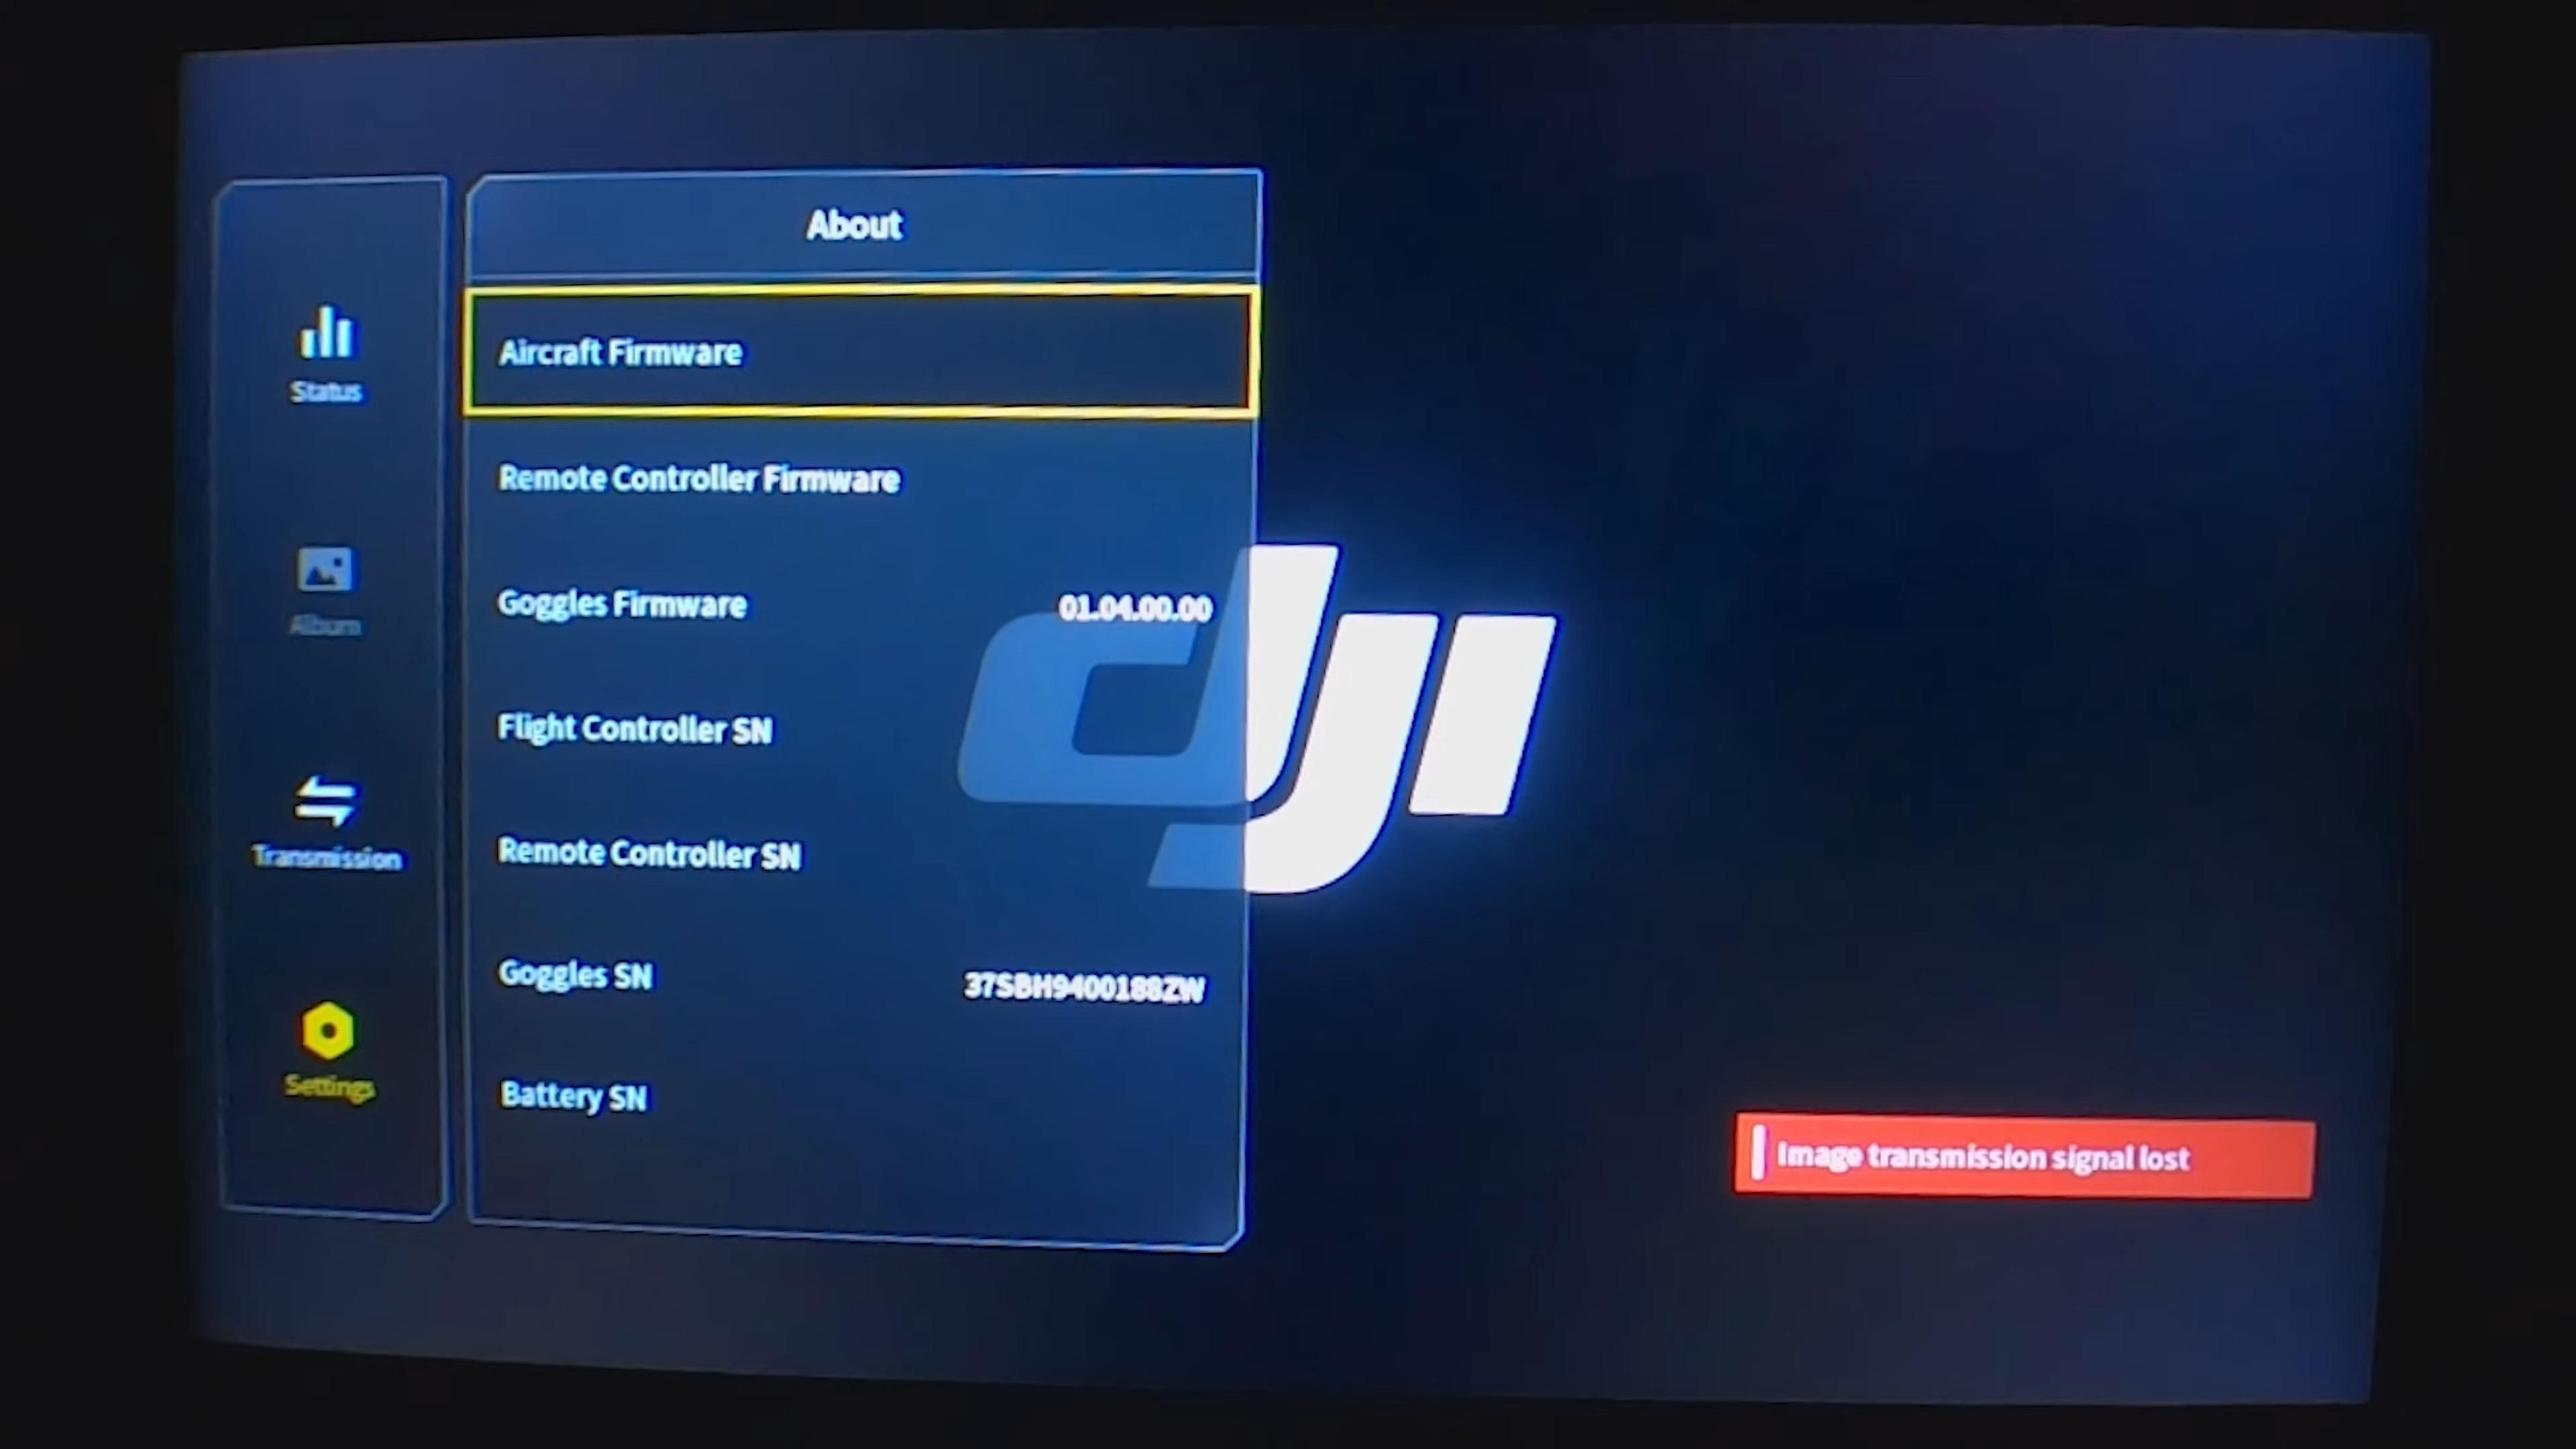 About
Status
Album
Transmission
Settings
Aircraft Firmware
Remote Controller Firmware
Goggles Firmware 01.04.00.00
Flight Controller SN
Remote Controller SN
Goggles SN 37SBH9400188ZW
Battery SN
dji
Image transmission signal lost